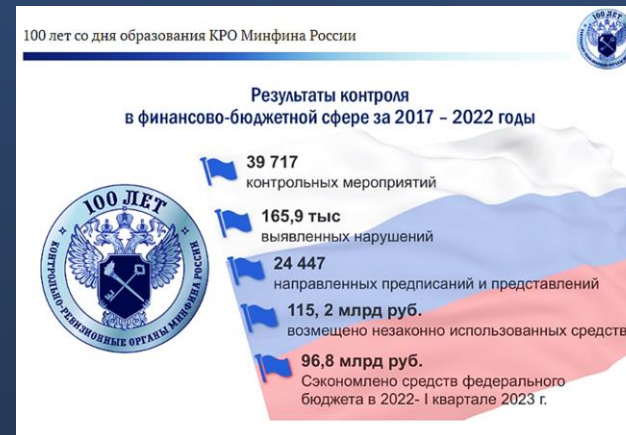 100 лет со дня образования КРО Минфина России
100 ЛЕТ
Результаты контроля
в финансово-бюджетной сфере за 2017 – 2022 годы
39 717
контрольных мероприятий
165,9 тыс
выявленных нарушений
24 447
направленных предписаний и представлений
115, 2 млрд руб.
возмещено незаконно использованных средств
96,8 млрд руб.
Сэкономлено средств федерального
бюджета в 2022- I квартале 2023 г.
100 ЛЕТ
КОНТРОЛЬНО-РЕВИЗИОННЫЕ ОРГАНЫ МИНФИНА РОССИИ